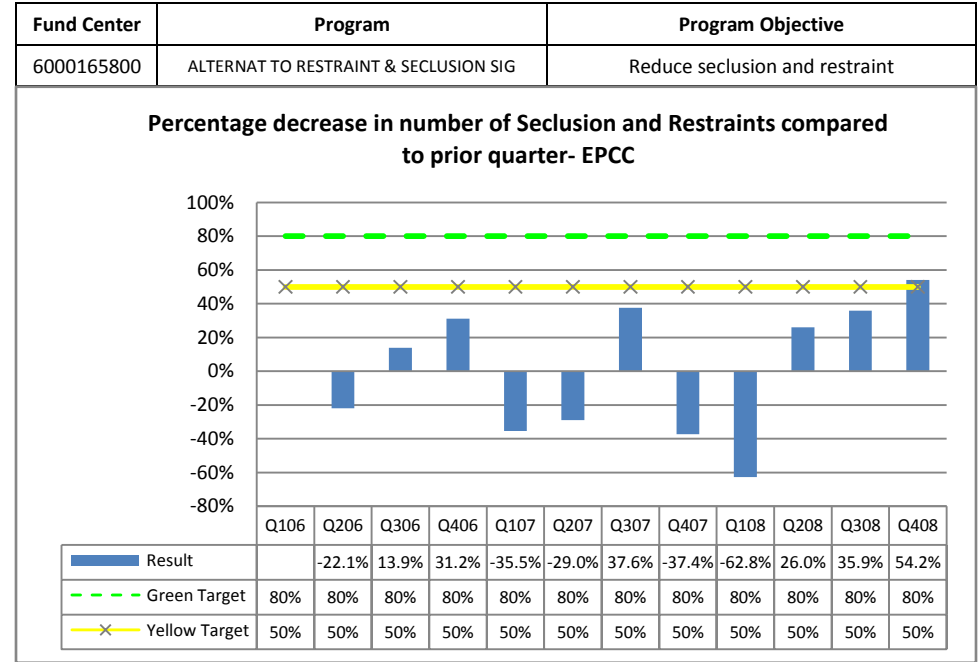 Fund Center Program Program Objective
6000165800 ALTERNAT TO RESTRAINT & SECLUSION SIG Reduce seclusion and restraint
Percentage decrease in number of Seclusion and Restraints compared
to prior quarter- EPCC
100%
80%
60%
40%
20%
0%
-20%
-40%
-60%
-80%
Q106 Q206 Q306 Q406 Q107 Q207 Q307 Q407 Q108 Q208 Q308 Q408
Result -22.1% 13.9% 31.2% -35.5% -29.0% 37.6% -37.4% -62.8% 26.0% 35.9% 54.2%
Green Target 80% 80% 80% 80% 80% 80% 80% 80% 80% 80% 80% 80%
Yellow Target 50% 50% 50% 50% 50% 50% 50% 50% 50% 50% 50% 50%